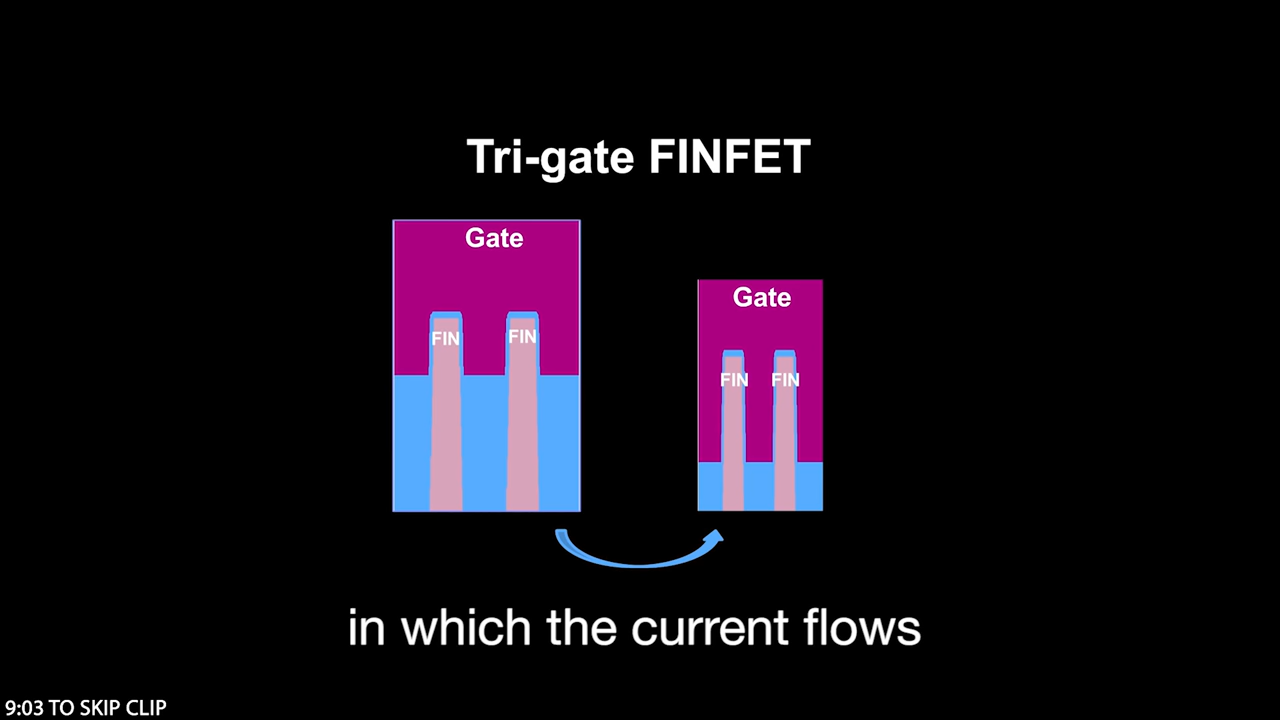 Tri-gate FINFET
Gate
Gate
FIN
FIN
FIN
FIN
in which the current flows
9:03 TO SKIP CLIP